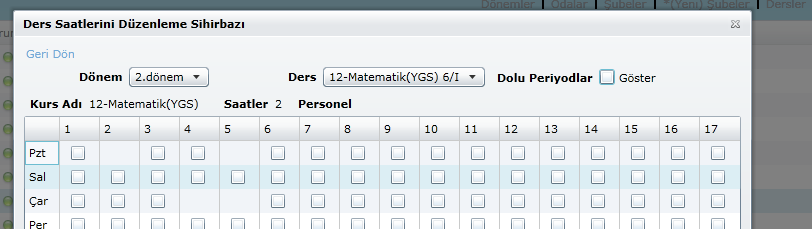 Dönemler | Odalar | Şubeler | *(Yeni) Şubeler | Dersler
Ders Saatlerini Düzenleme Sihirbazı
Geri Dön
Dönem 2.dönem Ders 12-Matematik(YGS) 6/I Dolu Periyodlar Göster
Kurs Adı 12-Matematik(YGS) Saatler 2 Personel
1 2 3 4 5 6 7 8 9 10 11 12 13 14 15 16 17
Pzt
Sal
Çar
Per